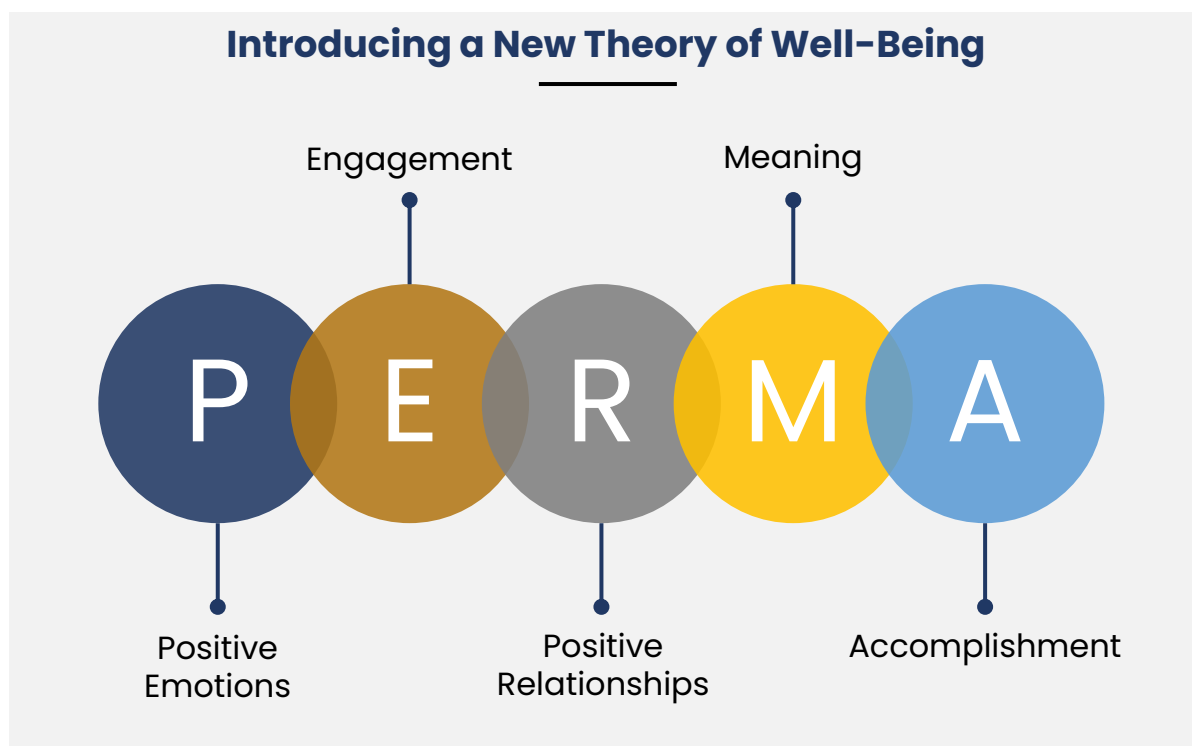 Introducing a New Theory of Well-Being
Engagement
Meaning
P E R M A
Positive
Emotions
Positive
Relationships
Accomplishment